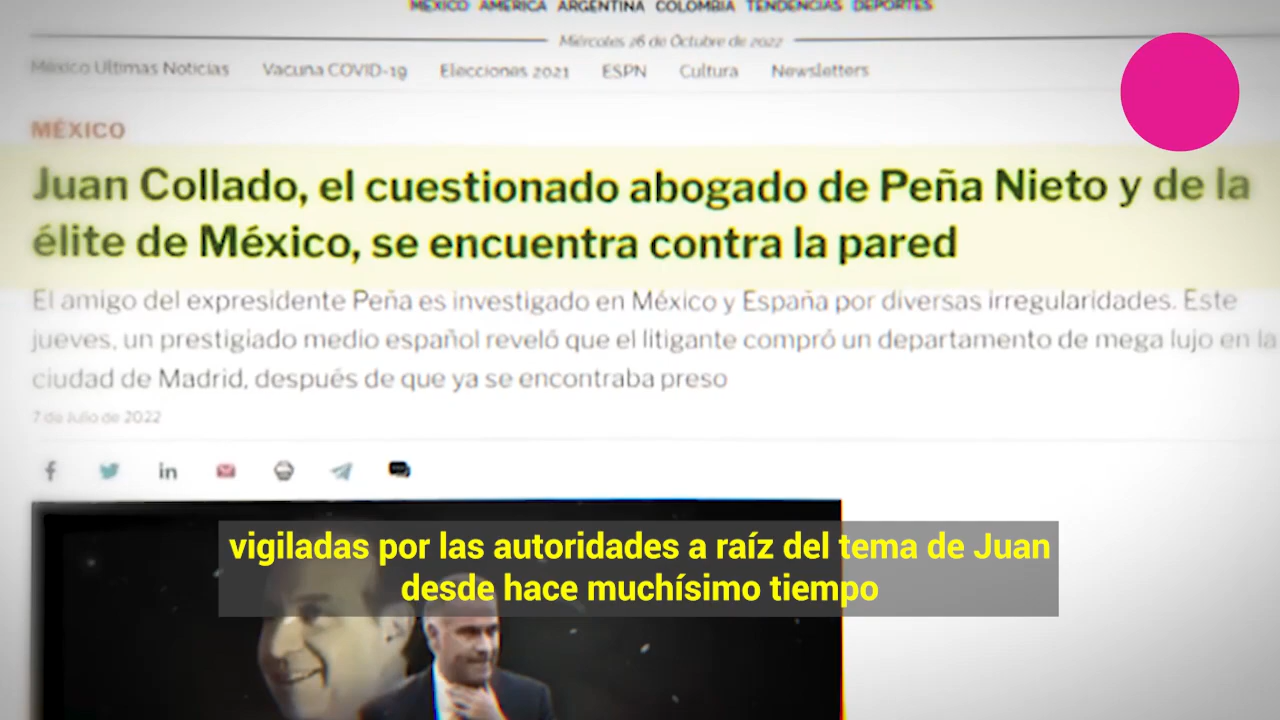 MÉXICO AMÉRICA ARGENTINA COLOMBIA TENDENCIAS DEPORTES
Miércoles 26 de Octubre de 2022
México Ultimas Noticias Vacuna COVID-19 Elecciones 2021 ESPN Cultura Newsletters
MÉXICO
Juan Collado, el cuestionado abogado de Peña Nieto y de la
élite de México, se encuentra contra la pared
El amigo del expresidente Peña es investigado en México y España por diversas irregularidades. Este
jueves, un prestigiado medio español reveló que el litigante compró un departamento de mega lujo en la
ciudad de Madrid, después de que ya se encontraba preso
7 de Julio de 2022
vigiladas por las autoridades a raíz del tema de Juan
desde hace muchísimo tiempo